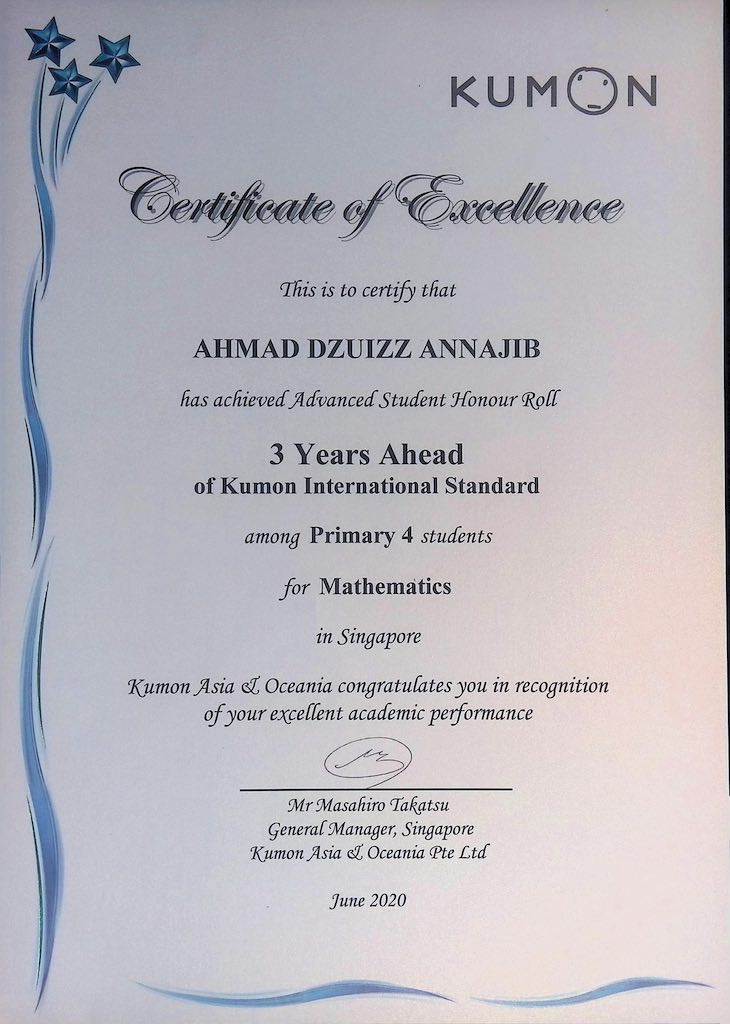 KUMON
Certificate of Excellence
This is to certify that
AHMAD DZUIZZ ANNAJIB
has achieved Advanced Student Honour Roll
3 Years Ahead
of Kumon International Standard
among Primary 4 students
for Mathematics
in Singapore
Kumon Asia & Oceania congratulates you in recognition
of your excellent academic performance
Mr Masahiro Takatsu
General Manager, Singapore
Kumon Asia & Oceania Pte Ltd
June 2020